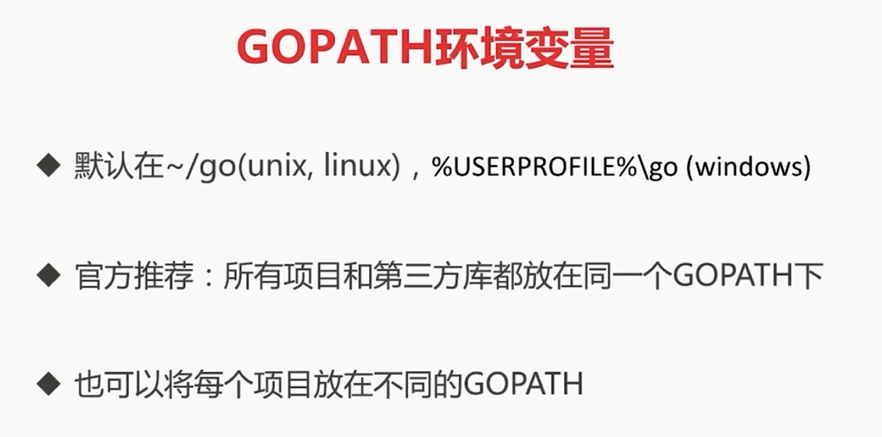 GOPATH环境变量
◆ 默认在~/go(unix, linux)，%USERPROFILE%\go (windows)
◆ 官方推荐：所有项目和第三方库都放在同一个GOPATH下
◆ 也可以将每个项目放在不同的GOPATH